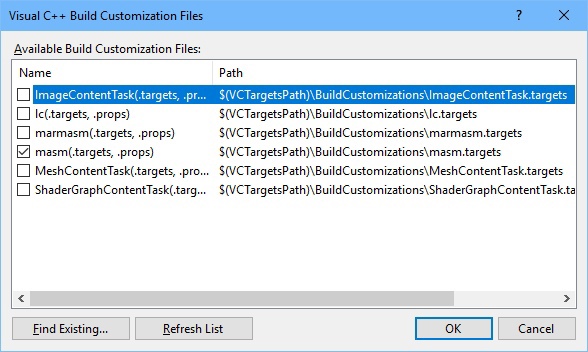 Visual C++ Build Customization Files
Available Build Customization Files:
Name Path
ImageContentTask(.targets, .pr... $(VCTargetsPath)\BuildCustomizations\ImageContentTask.targets
lc(.targets, .props) $(VCTargetsPath)\BuildCustomizations\lc.targets
marmasm(.targets, .props) $(VCTargetsPath)\BuildCustomizations\marmasm.targets
masm(.targets, .props) $(VCTargetsPath)\BuildCustomizations\masm.targets
MeshContentTask(.targets, .pro... $(VCTargetsPath)\BuildCustomizations\MeshContentTask.targets
ShaderGraphContentTask(.targ... $(VCTargetsPath)\BuildCustomizations\ShaderGraphContentTask.ta
Find Existing... Refresh List OK Cancel